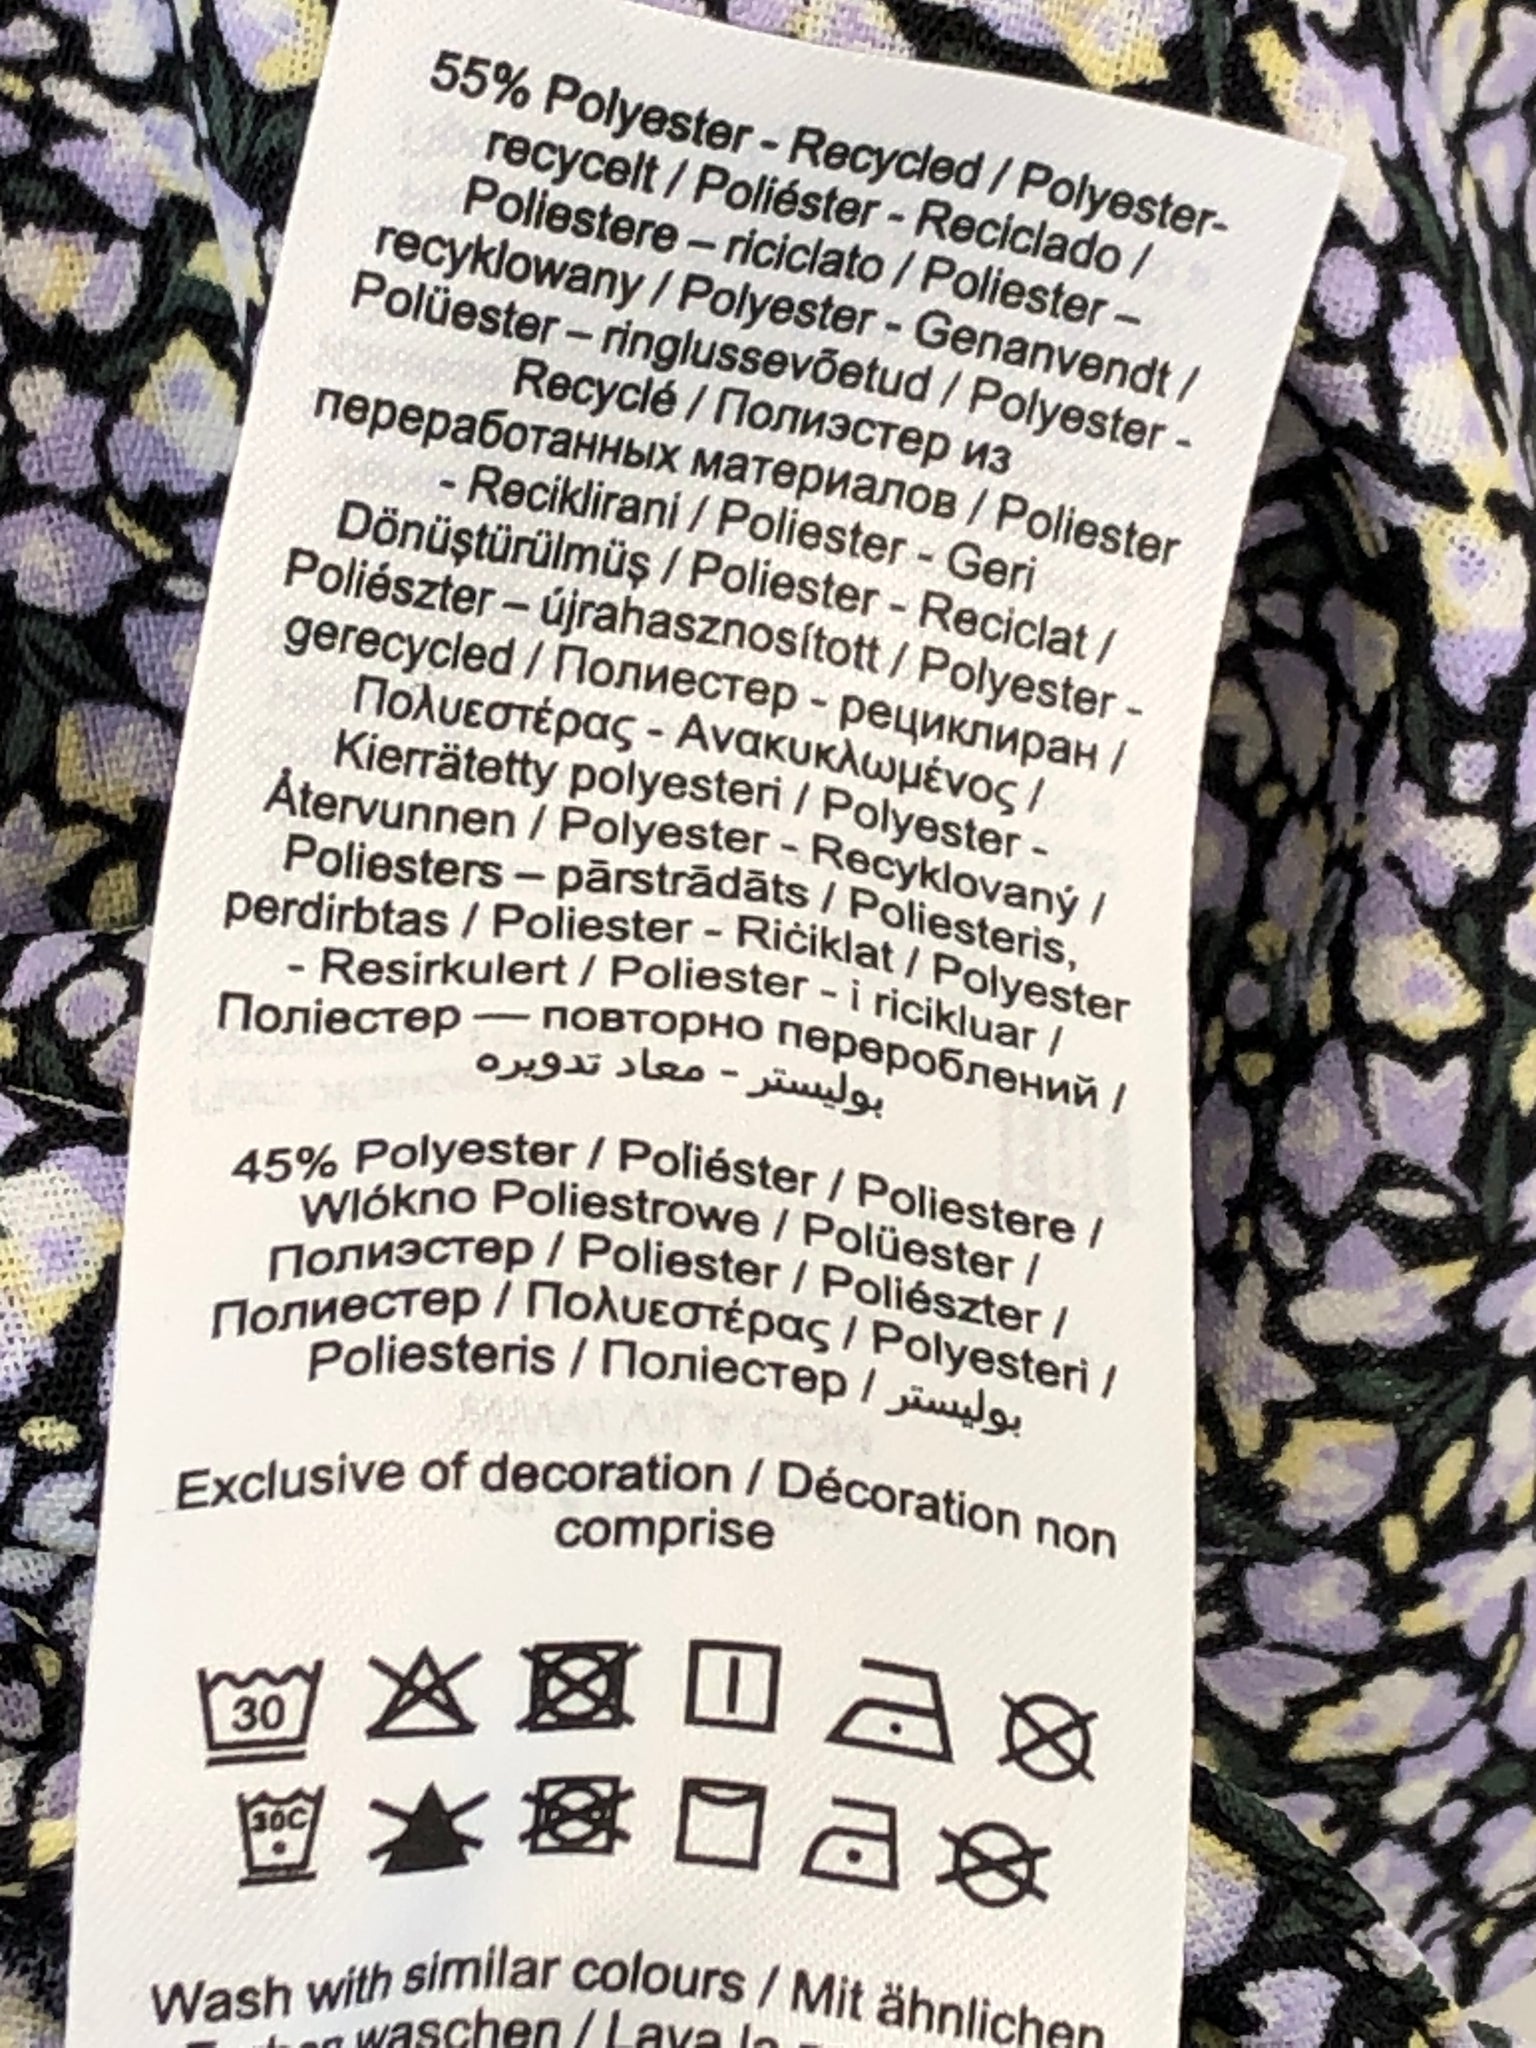 55% Polyester - Recycled / Polyester-
recycelt / Poliéster - Reciclado /
Poliestere – riciclato / Poliester –
recyklowany / Polyester - Genanvendt /
Polüester – ringlussevõetud / Polyester -
Recyclé / Полиэстер из
переработанных материалов / Poliester
- Reciklirani / Poliester - Geri
Dönüştürülmüş / Poliester - Reciclat /
Poliészter – újrahasznosított / Polyester -
gerecycled / Полиестер - рециклиран /
Πολυεστέρας - Ανακυκλωμένος /
Kierrätetty polyesteri / Polyester -
Återvunnen / Polyester - Recyklovaný /
Poliesters – pārstrādāts / Poliesteris,
perdirbtas / Poliester - Riċiklat / Polyester
- Resirkulert / Poliester - i ricikluar /
Поліестер — повторно перероблений /
بوليستر - معاد تدويره
45% Polyester / Poliéster / Poliestere /
Wlókno Poliestrowe / Polüester /
Полиэстер / Poliester / Poliészter /
Полиестер / Πολυεστέρας / Polyesteri /
Poliesteris / Поліестер / بوليستر
Exclusive of decoration / Décoration non
comprise
30
30C
Wash with similar colours / Mit ähnlichen
waschen / Lava